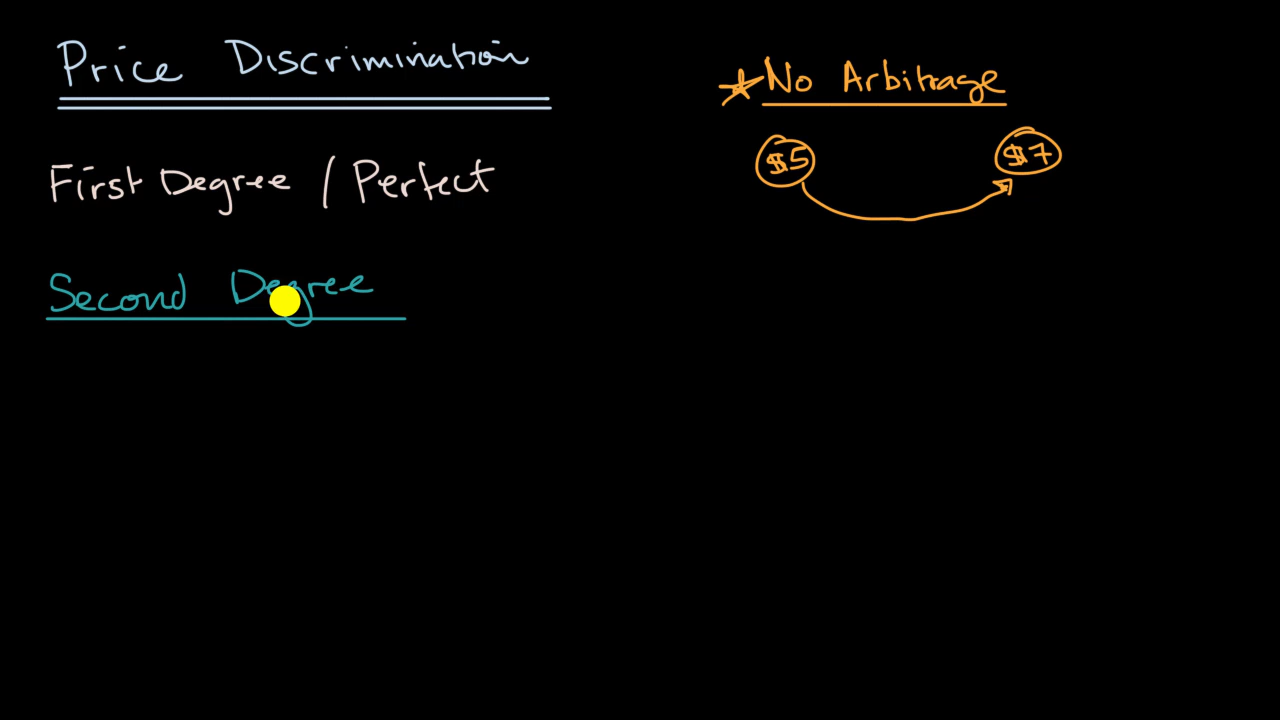 Price Discrimination
First Degree / Perfect
Second Degree
No Arbitrage
$5
$7